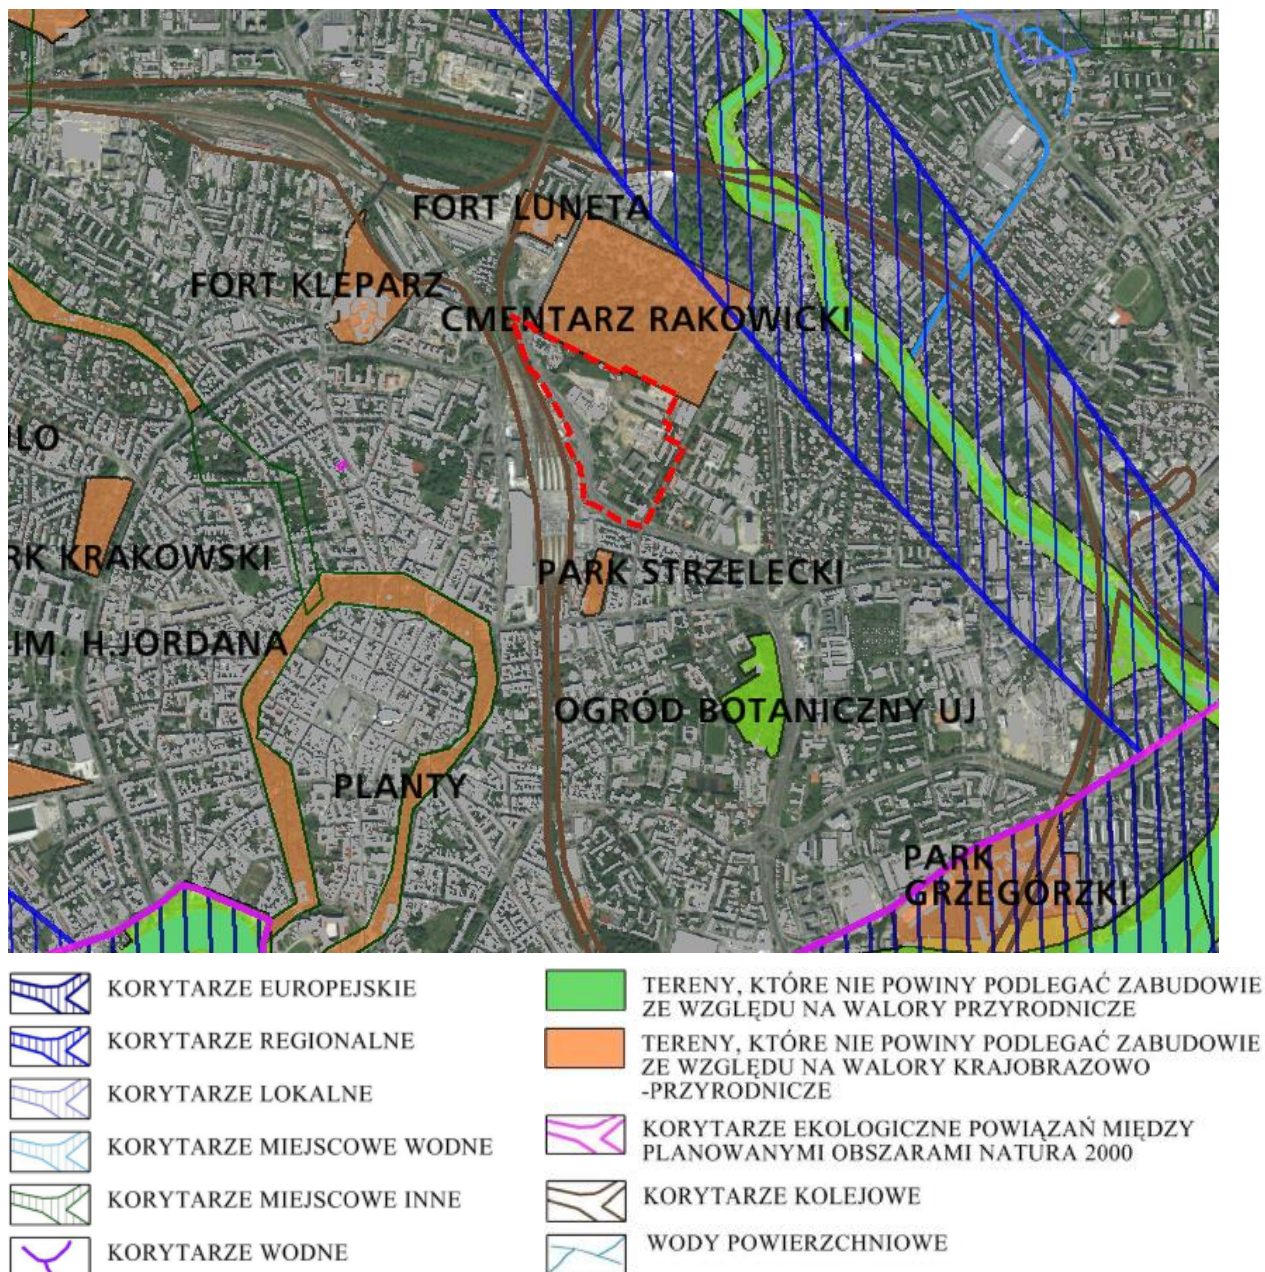 FORT LUNETA
FORT KLEPARZ
CMENTARZ RAKOWICKI
ŁO
RK KRAKOWSKI
PARK STRZELECKI
IM. H.JORDANA
OGRÓD BOTANICZNY UJ
PLANTY
PARK
GRZEGÓRZKI
KORYTARZE EUROPEJSKIE
KORYTARZE REGIONALNE
KORYTARZE LOKALNE
KORYTARZE MIEJSCOWE WODNE
KORYTARZE MIEJSCOWE INNE
KORYTARZE WODNE
TERENY, KTÓRE NIE POWINY PODLEGAĆ ZABUDOWIE
ZE WZGLĘDU NA WALORY PRZYRODNICZE
TERENY, KTÓRE NIE POWINY PODLEGAĆ ZABUDOWIE
ZE WZGLĘDU NA WALORY KRAJOBRAZOWO
-PRZYRODNICZE
KORYTARZE EKOLOGICZNE POWIĄZAŃ MIĘDZY
PLANOWANYMI OBSZARAMI NATURA 2000
KORYTARZE KOLEJOWE
WODY POWIERZCHNIOWE